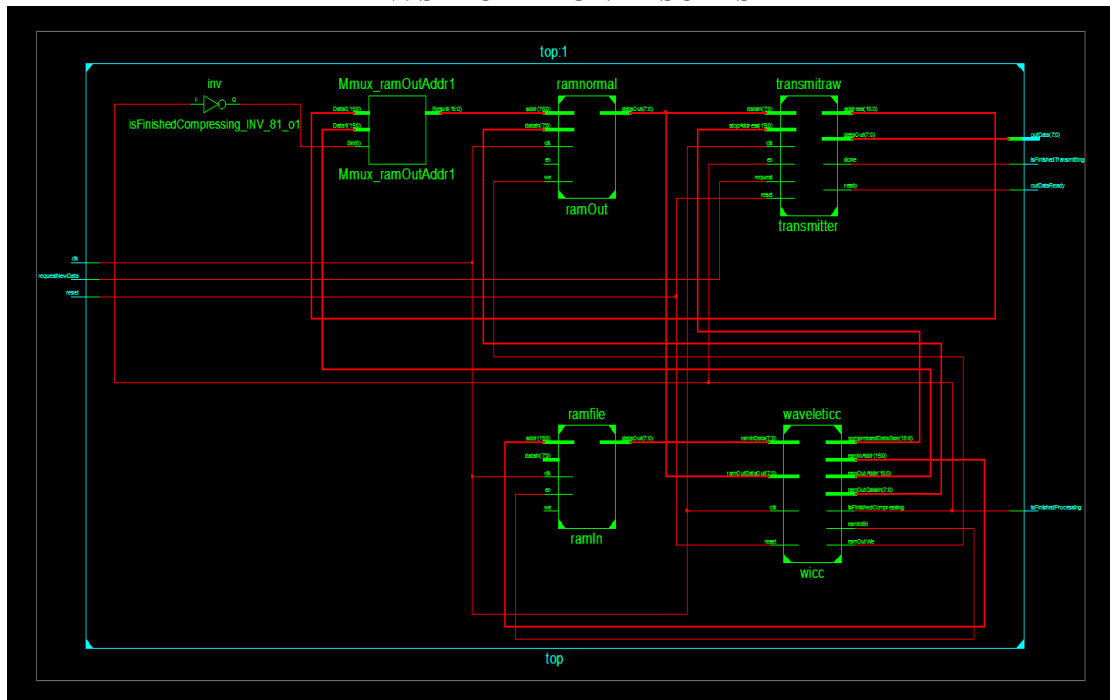 top:1
inv
I
O
isFinishedCompressing_INV_81_o1
Mmux_ramOutAddr1
Data0(15:0)
Data1(15:0)
Sel(0)
Result(15:0)
Mmux_ramOutAddr1
ramnormal
addr(15:0)
dataIn(7:0)
clk
en
we
dataOut(7:0)
ramOut
transmitraw
dataIn(7:0)
stopAddress(15:0)
clk
en
request
reset
address(15:0)
dataOut(7:0)
done
ready
transmitter
outData(7:0)
isFinishedTransmitting
outDataReady
clk
requestNewData
reset
ramfile
addr(15:0)
dataIn(7:0)
clk
en
we
dataOut(7:0)
ramIn
waveleticc
ramInData(7:0)
ramOutDataOut(7:0)
clk
reset
compressedDataSize(15:0)
ramInAddr(15:0)
ramOutAddr(15:0)
ramOutDataIn(7:0)
isFinishedCompressing
ramInEn
ramOutWe
wicc
isFinishedProcessing
top